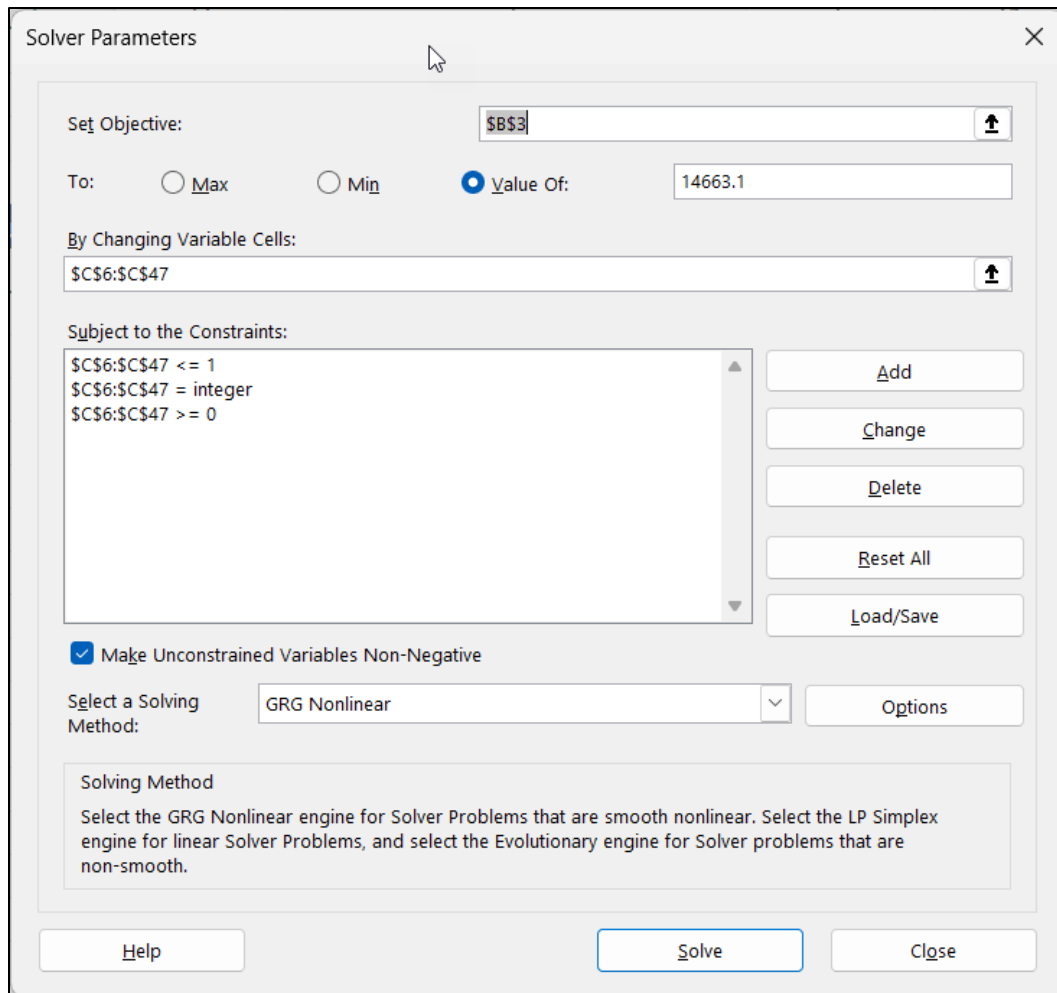 Solver Parameters
Set Objective:
$B$3
To:
Max
Min
Value Of:
14663.1
By Changing Variable Cells:
$C$6:$C$47
Subject to the Constraints:
$C$6:$C$47 <= 1
$C$6:$C$47 = integer
$C$6:$C$47 >= 0
Add
Change
Delete
Reset All
Load/Save
Make Unconstrained Variables Non-Negative
Select a Solving
Method:
GRG Nonlinear
Options
Solving Method
Select the GRG Nonlinear engine for Solver Problems that are smooth nonlinear. Select the LP Simplex
engine for linear Solver Problems, and select the Evolutionary engine for Solver problems that are
non-smooth.
Help
Solve
Close